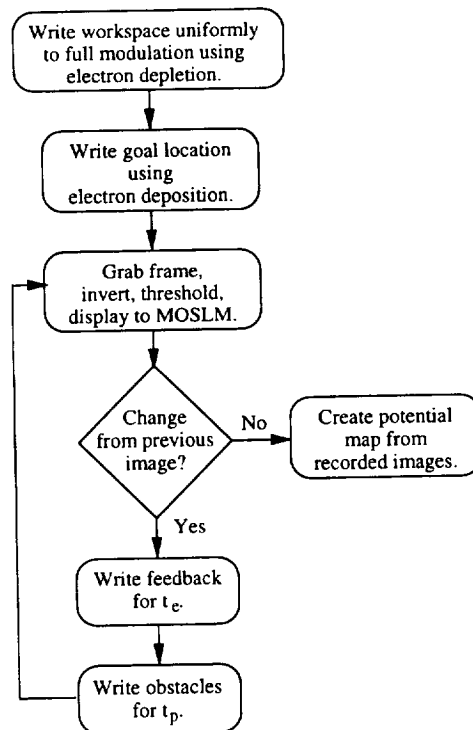 Write workspace uniformly
to full modulation using
electron depletion.
Write goal location
using
electron deposition.
Grab frame,
invert, threshold,
display to MOSLM.
Change
from previous
image?
No
Create potential
map from
recorded images.
Yes
Write feedback
for t_e.
Write obstacles
for t_p.